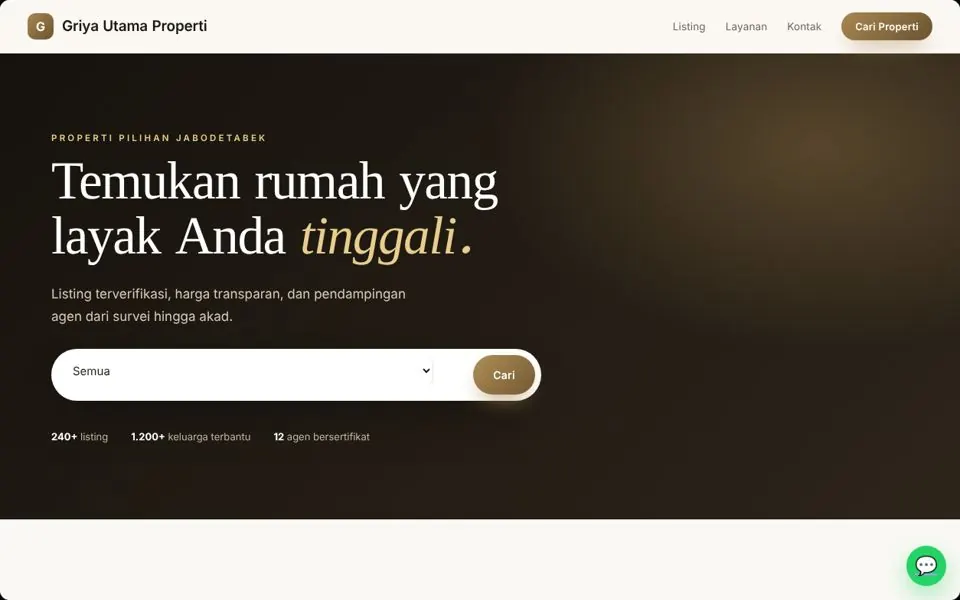 G Griya Utama Properti
Listing Layanan Kontak Cari Properti
PROPERTI PILIHAN JABODETABEK
Temukan rumah yang
layak Anda tinggali.
Listing terverifikasi, harga transparan, dan pendampingan
agen dari survei hingga akad.
Semua
Cari
240+ listing 1.200+ keluarga terbantu 12 agen bersertifikat